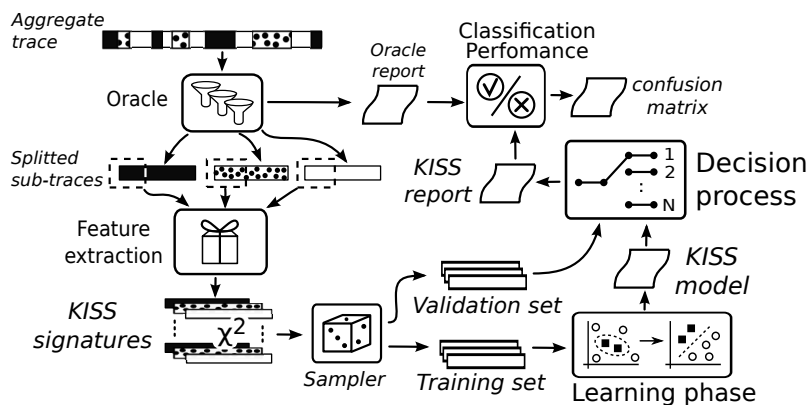 Aggregate
trace
Oracle
Oracle
report
Classification
Perfomance
confusion
matrix
Splitted
sub-traces
KISS
report
1
2
:
N
Decision
process
Feature
extraction
KISS
signatures
χ2
Sampler
Validation set
Training set
KISS
model
Learning phase